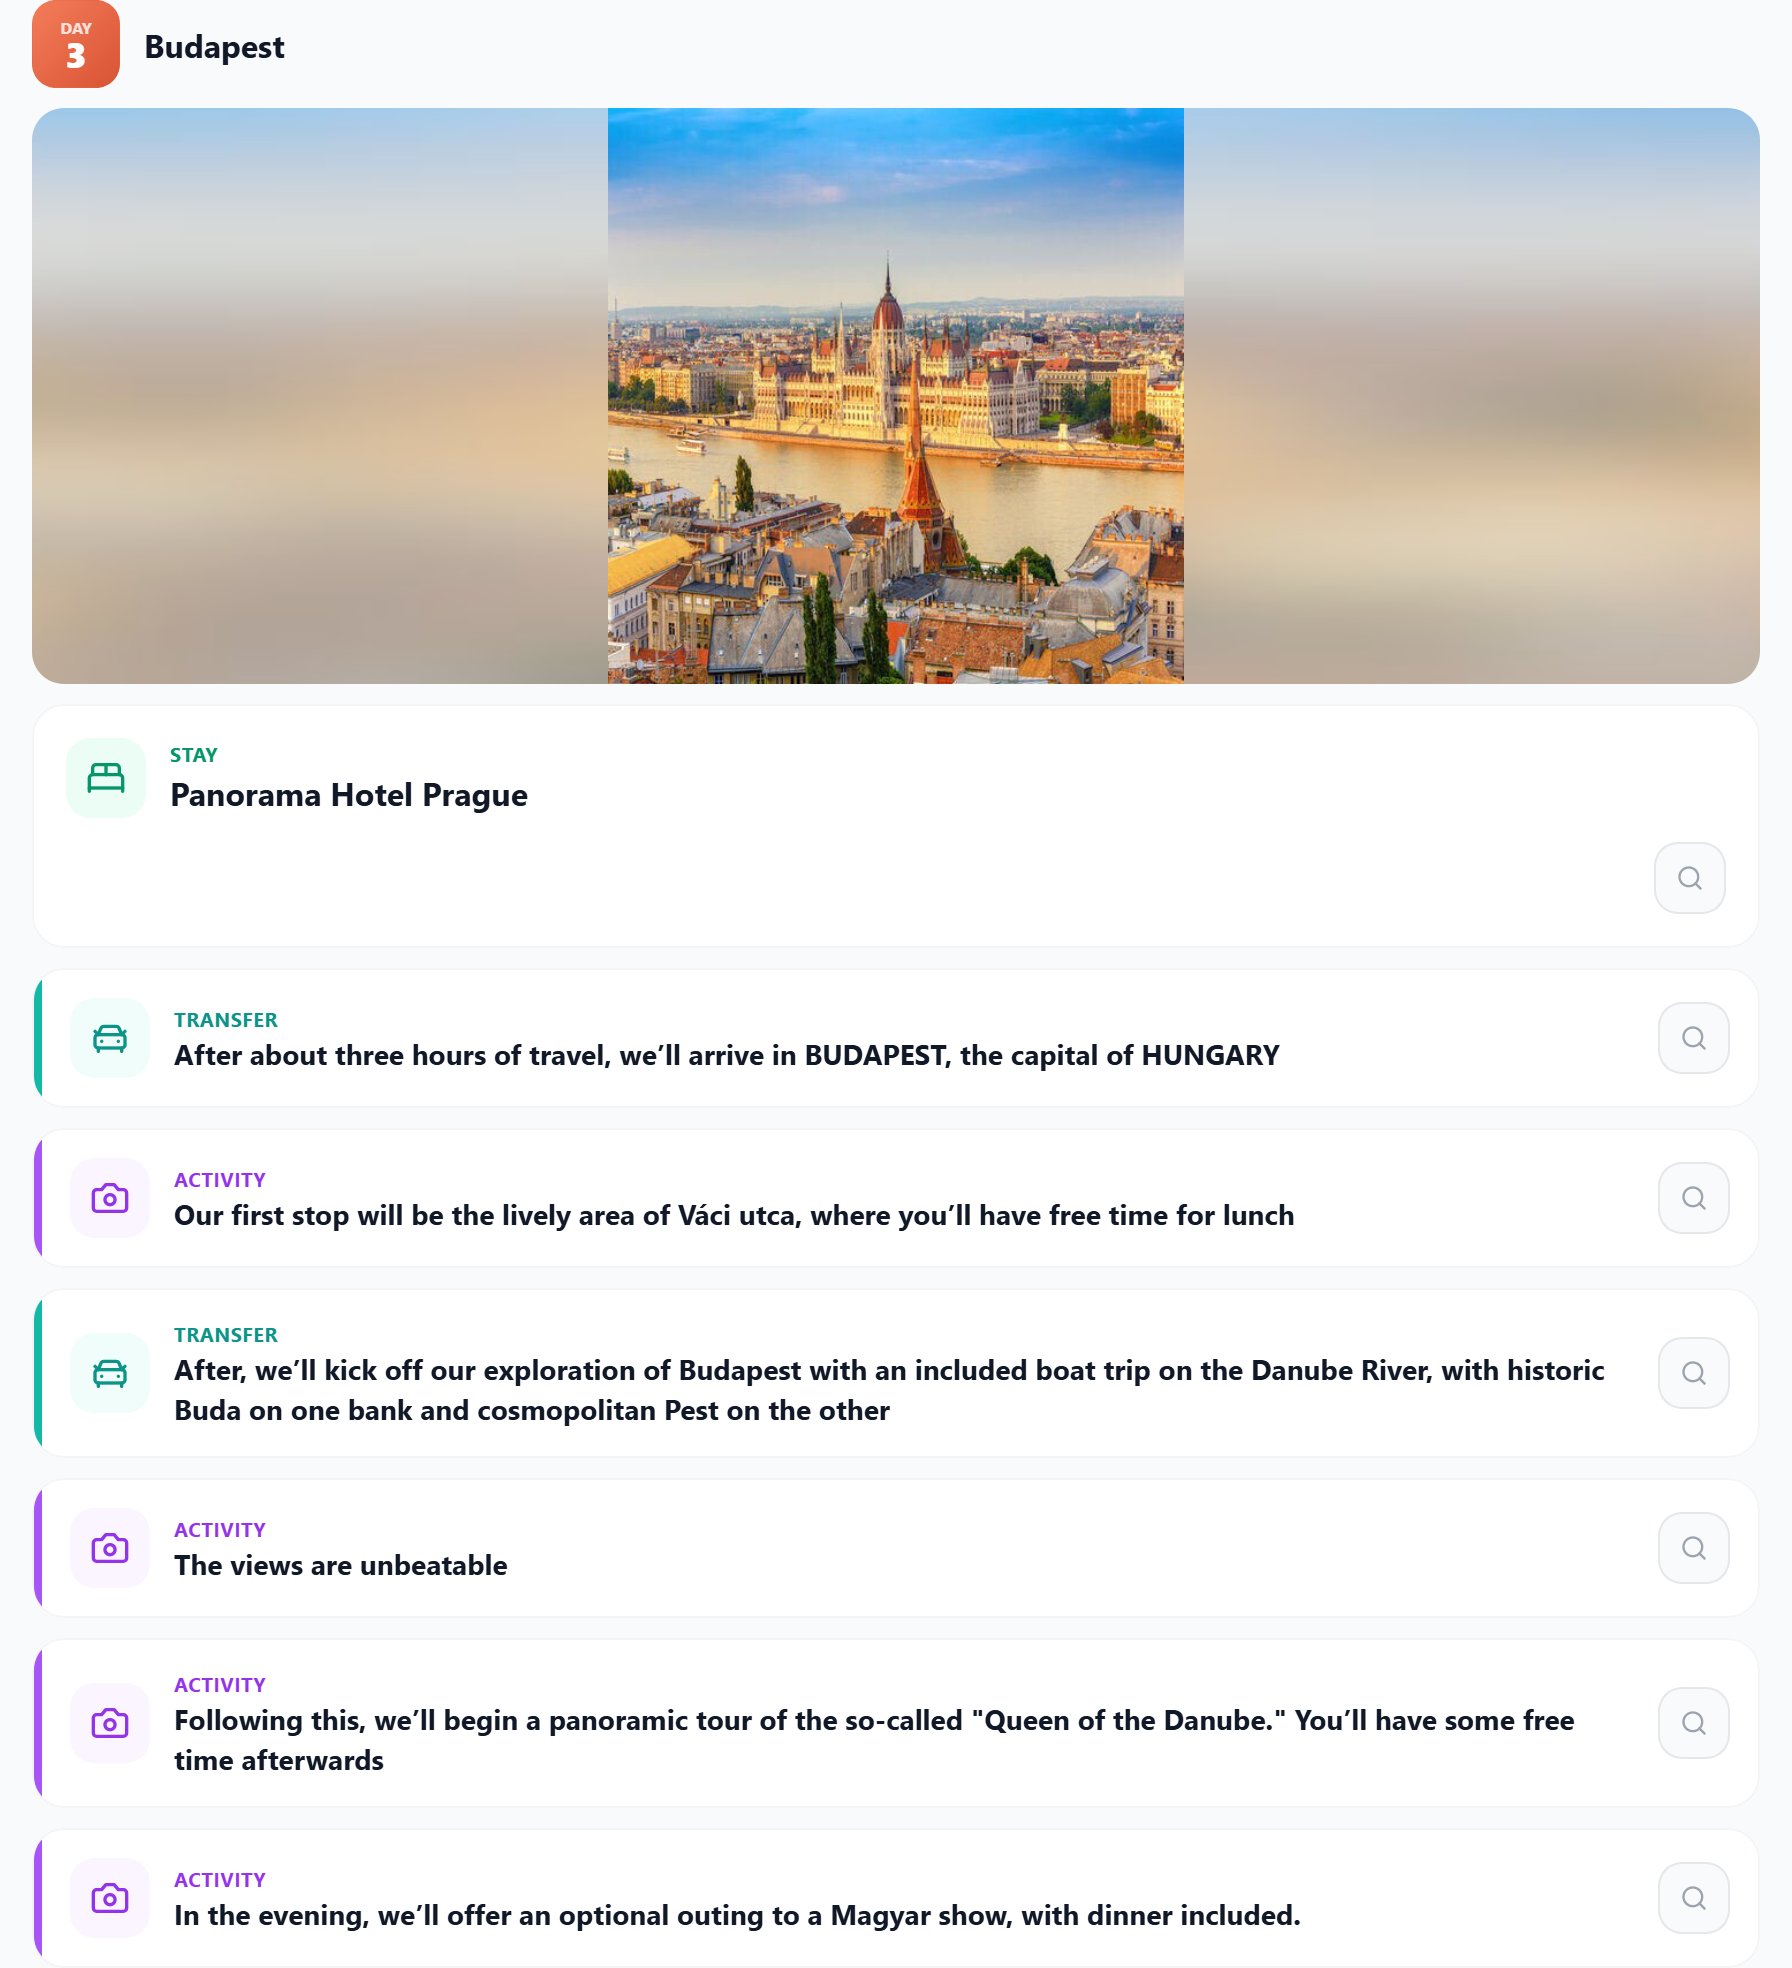 DAY
3
Budapest
STAY
Panorama Hotel Prague
TRANSFER
After about three hours of travel, we’ll arrive in BUDAPEST, the capital of HUNGARY
ACTIVITY
Our first stop will be the lively area of Váci utca, where you’ll have free time for lunch
TRANSFER
After, we’ll kick off our exploration of Budapest with an included boat trip on the Danube River, with historic
Buda on one bank and cosmopolitan Pest on the other
ACTIVITY
The views are unbeatable
ACTIVITY
Following this, we’ll begin a panoramic tour of the so-called "Queen of the Danube." You’ll have some free
time afterwards
ACTIVITY
In the evening, we’ll offer an optional outing to a Magyar show, with dinner included.